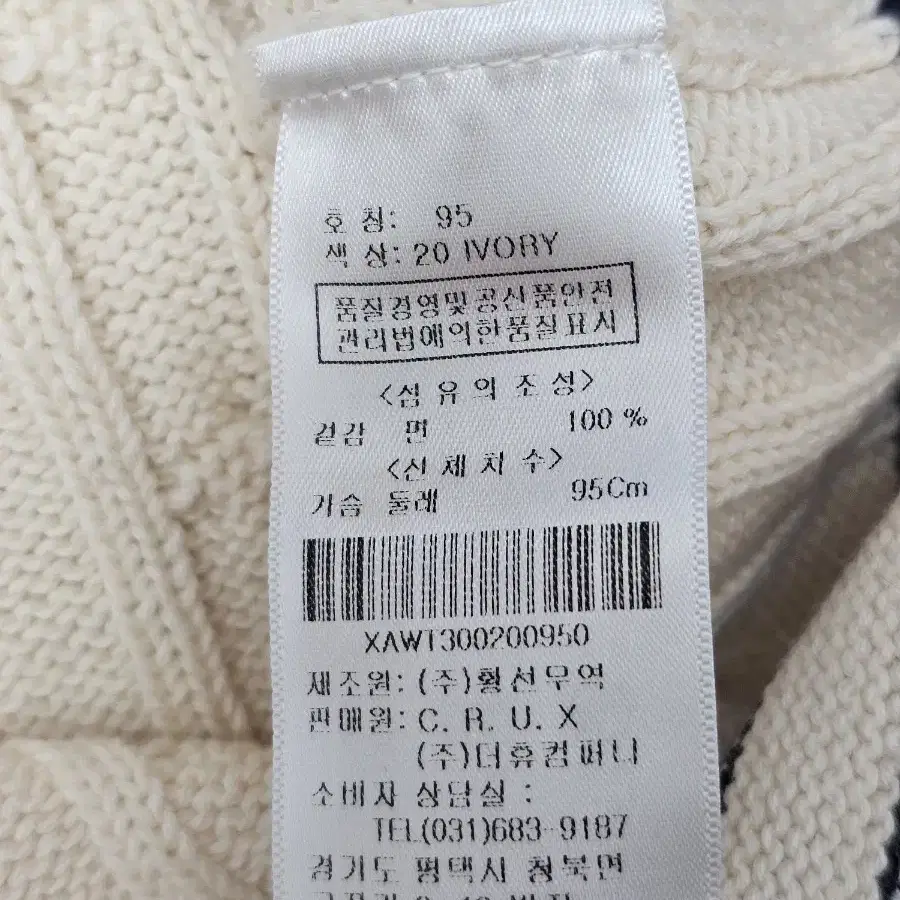 호 칭: 95
색 상: 20 IVORY
품질경영및공산품안전
관리법에의한품질표시
<섬 유 의 조 성>
겉감 면 100 %
<신 체 치 수>
가슴 둘레 95Cm
XAWT300200950
제조원: (주)황선무역
판매원: C. R. U. X
(주)더휴컴퍼니
소비자 상담실 :
TEL(031)683-9187
경기도 평택시 청북면